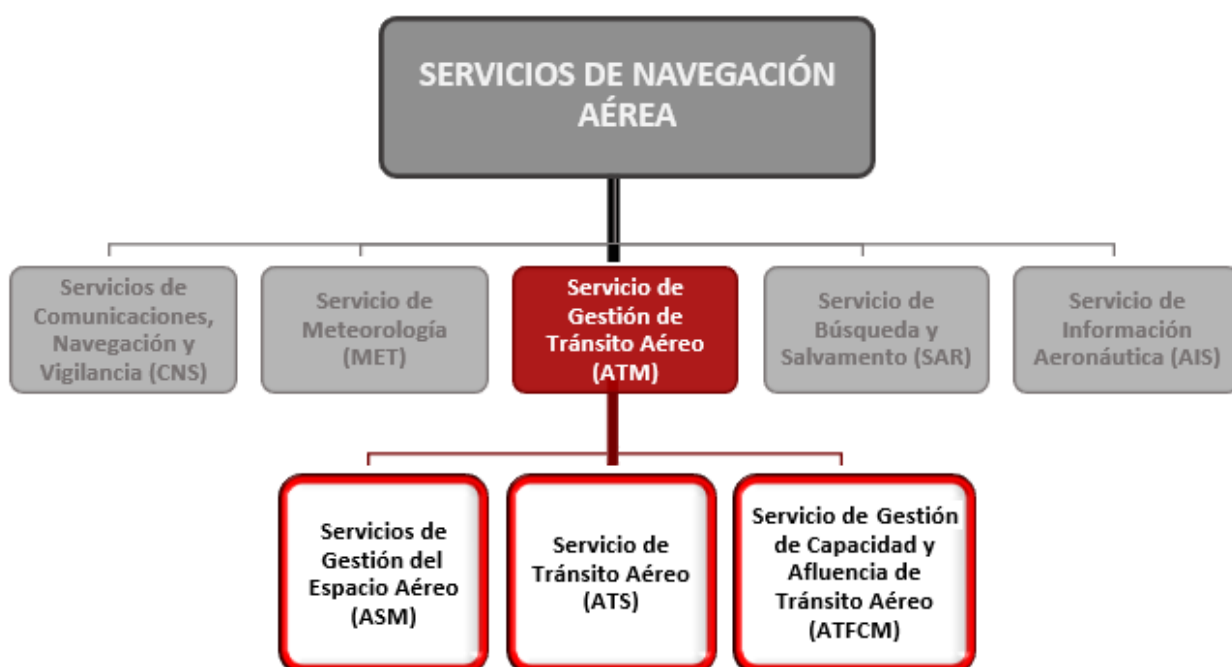 SERVICIOS DE NAVEGACIÓN
AÉREA
Servicios de
Comunicaciones,
Navegación y
Vigilancia (CNS)
Servicio de
Meteorología
(MET)
Servicio de
Gestión de
Tránsito Aéreo
(ATM)
Servicio de
Búsqueda y
Salvamento (SAR)
Servicio de
Información
Aeronáutica (AIS)
Servicios de
Gestión del
Espacio Aéreo
(ASM)
Servicio de
Tránsito Aéreo
(ATS)
Servicio de Gestión
de Capacidad y
Afluencia de
Tránsito Aéreo
(ATFCM)